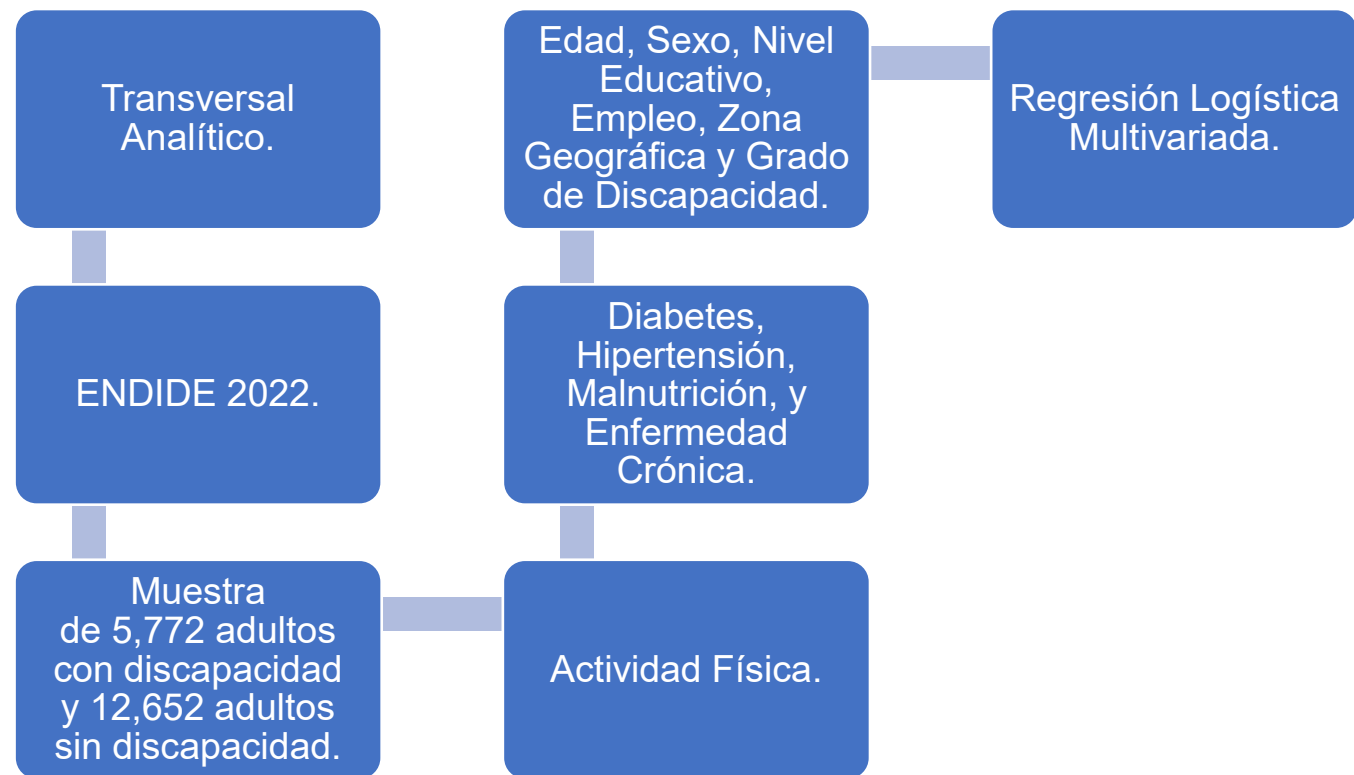 Transversal
Analítico.
ENDIDE 2022.
Muestra
de 5,772 adultos
con discapacidad
y 12,652 adultos
sin discapacidad.
Actividad Física.
Diabetes,
Hipertensión,
Malnutrición, y
Enfermedad
Crónica.
Edad, Sexo, Nivel
Educativo,
Empleo, Zona
Geográfica y Grado
de Discapacidad.
Regresión Logística
Multivariada.